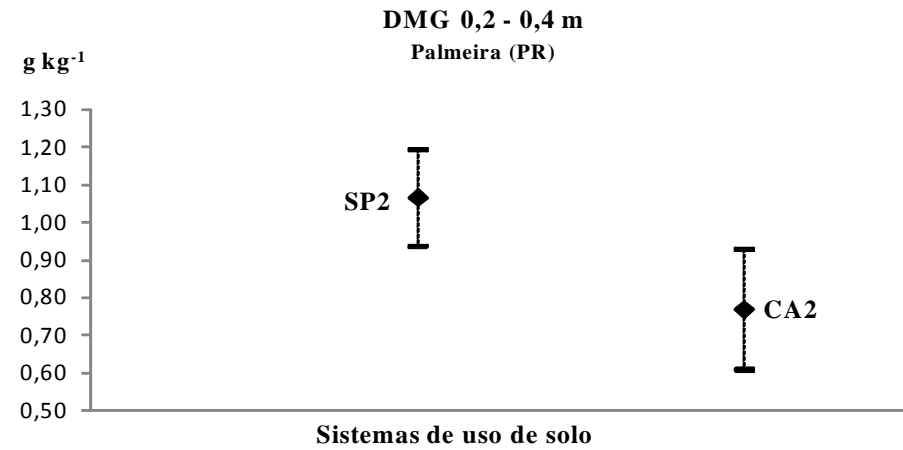 DMG 0,2 - 0,4 m
Palmeira (PR)
g kg-1
1,30
1,20
1,10
1,00
0,90
0,80
0,70
0,60
0,50
SP2
CA2
Sistemas de uso de solo